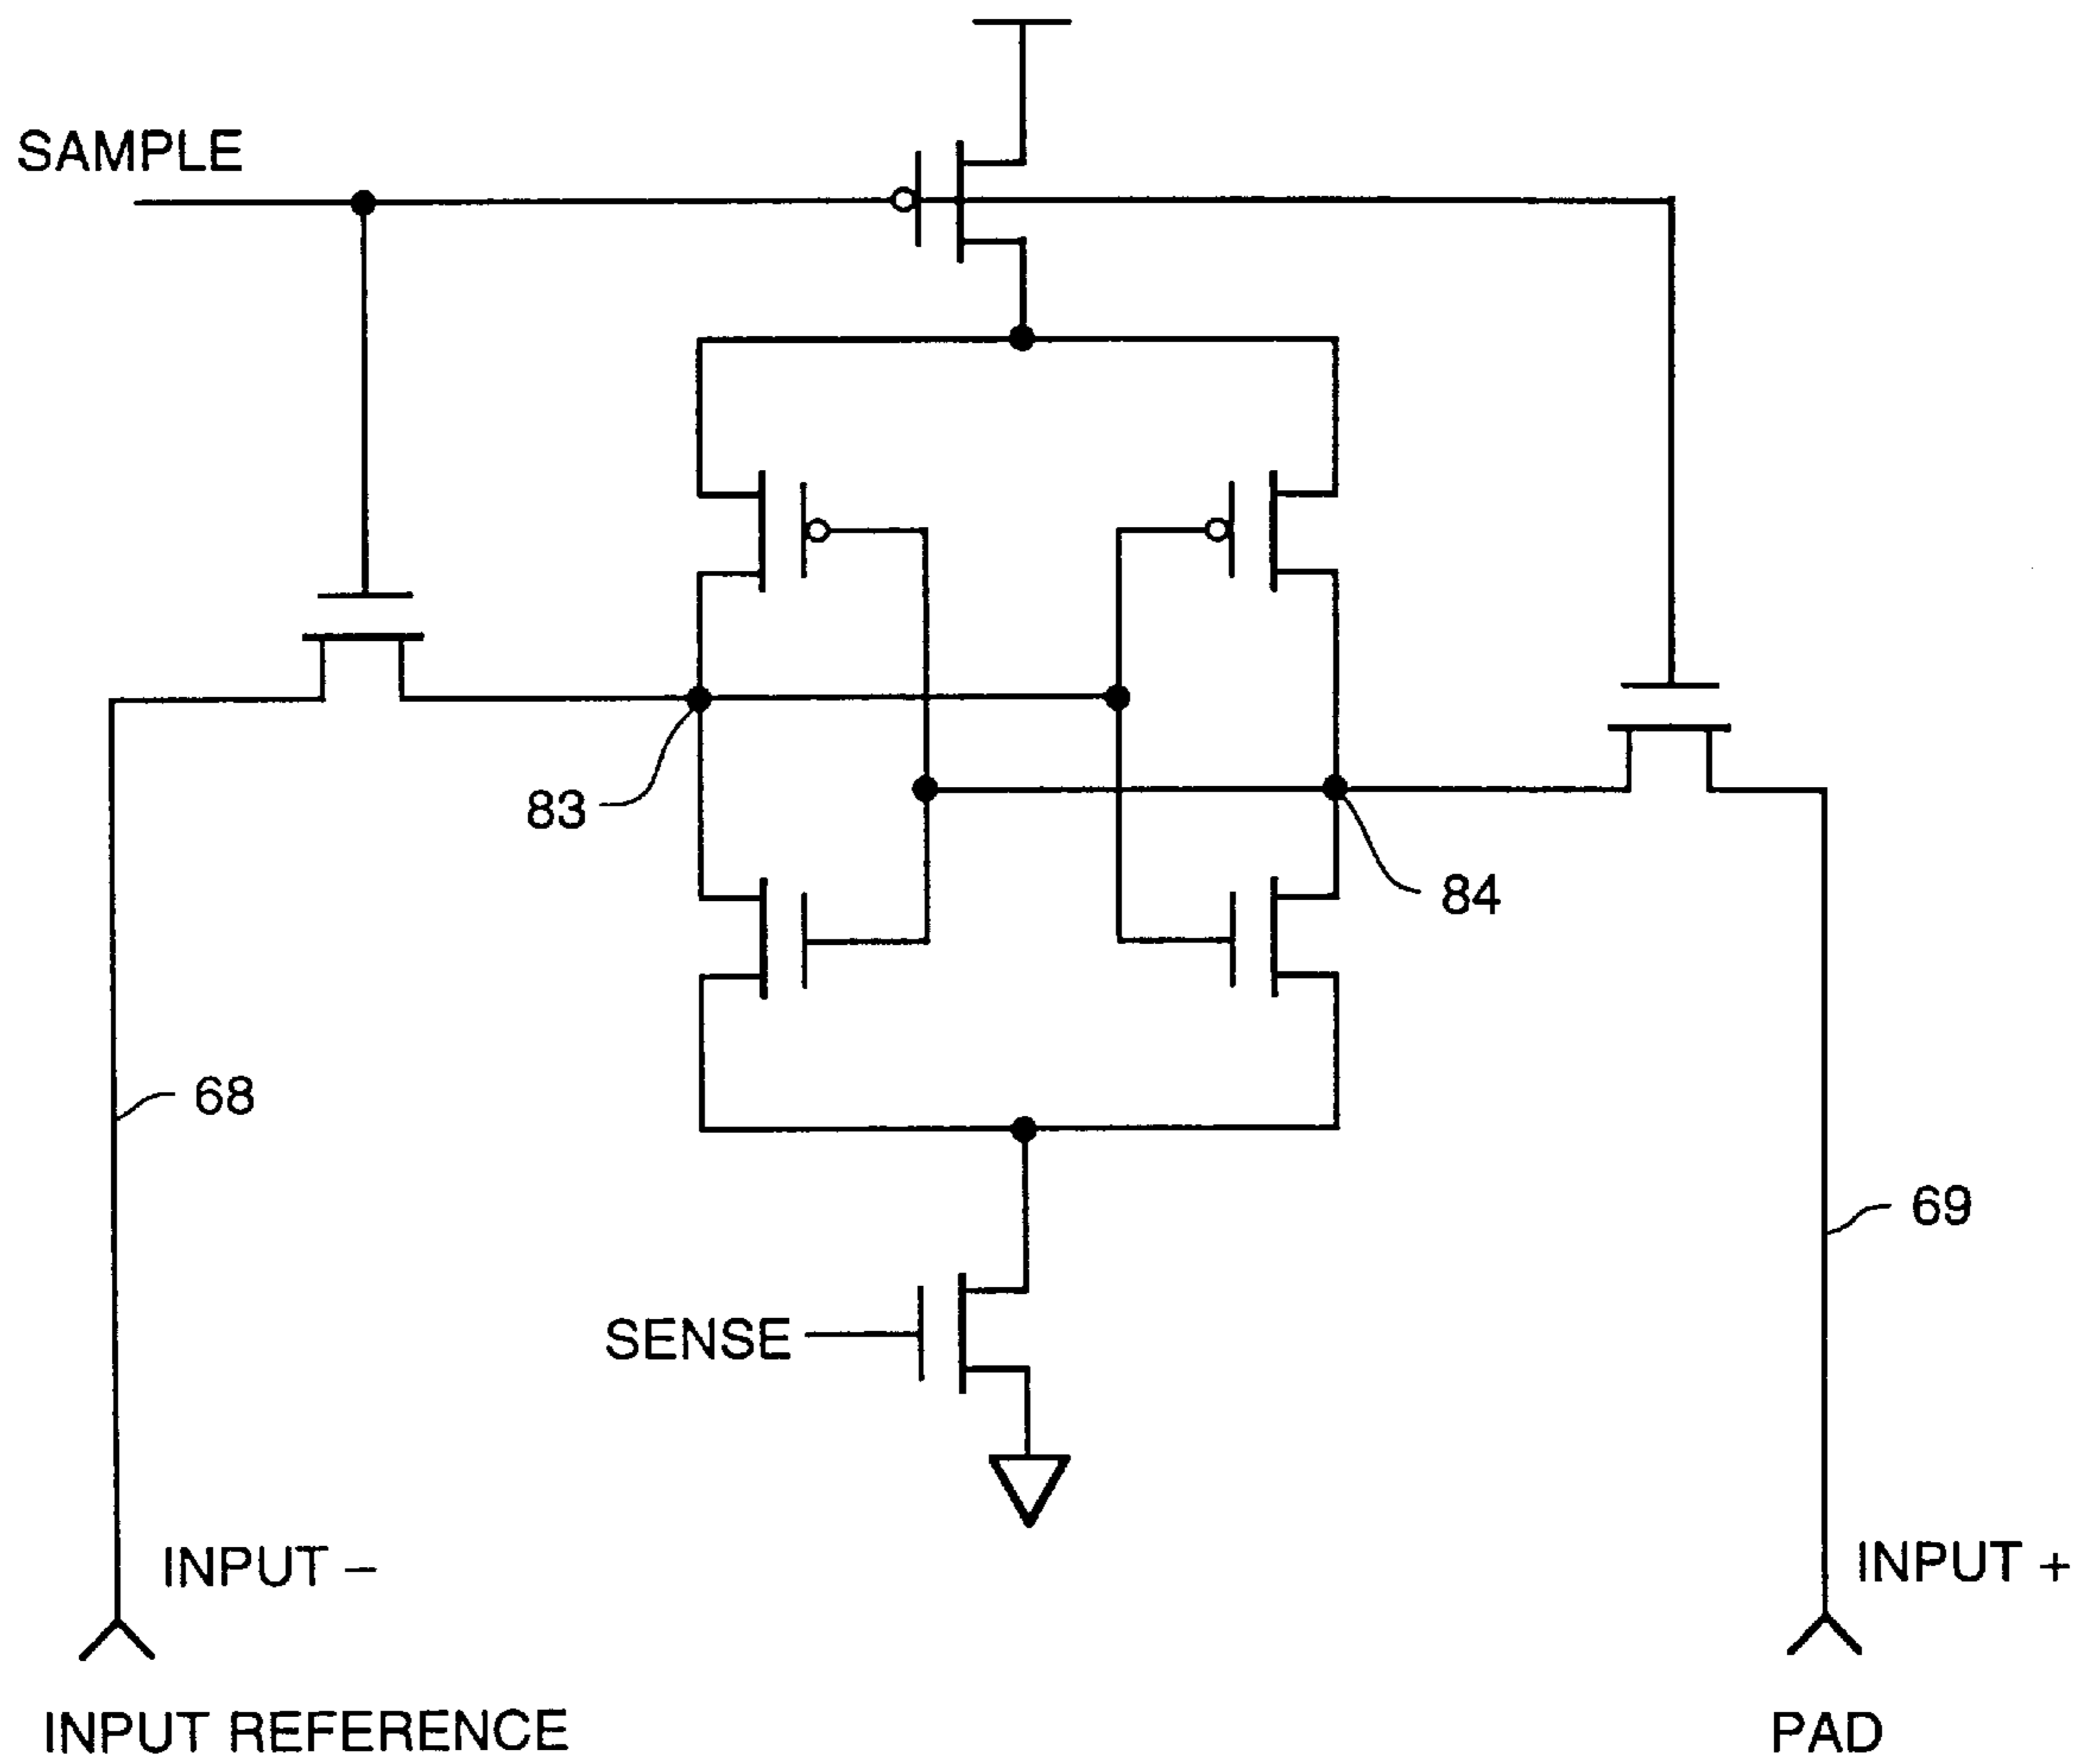 SAMPLE
83
84
68
69
SENSE
INPUT –
INPUT +
INPUT REFERENCE
PAD